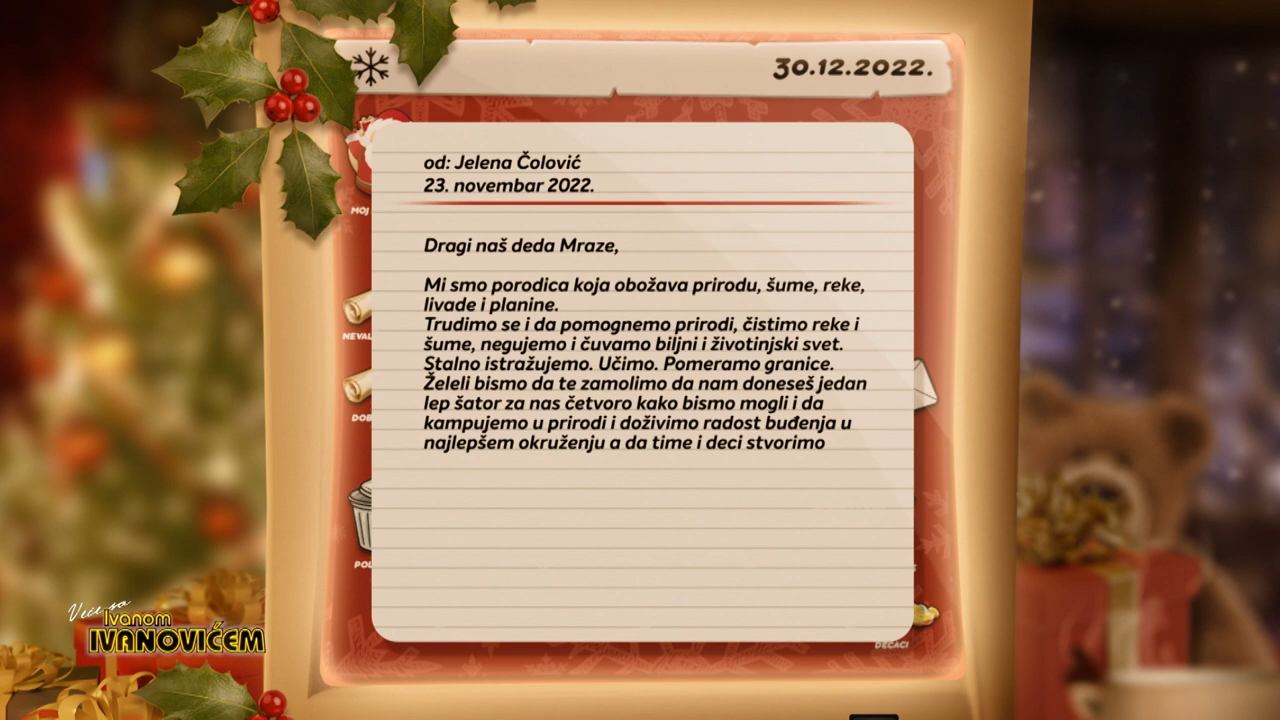 30.12.2022.
od: Jelena Čolović
23. novembar 2022.
MOJ
Dragi naš deda Mraze,
Mi smo porodica koja obožava prirodu, šume, reke,
livade i planine.
Trudimo se i da pomognemo prirodi, čistimo reke i
šume, negujemo i čuvamo biljni i životinjski svet.
Stalno istražujemo. Učimo. Pomeramo granice.
Želeli bismo da te zamolimo da nam doneseš jedan
lep šator za nas četvoro kako bismo mogli i da
kampujemo u prirodi i doživimo radost buđenja u
najlepšem okruženju a da time i deci stvorimo
Veče sa
Ivanom
IVANOVIĆEM